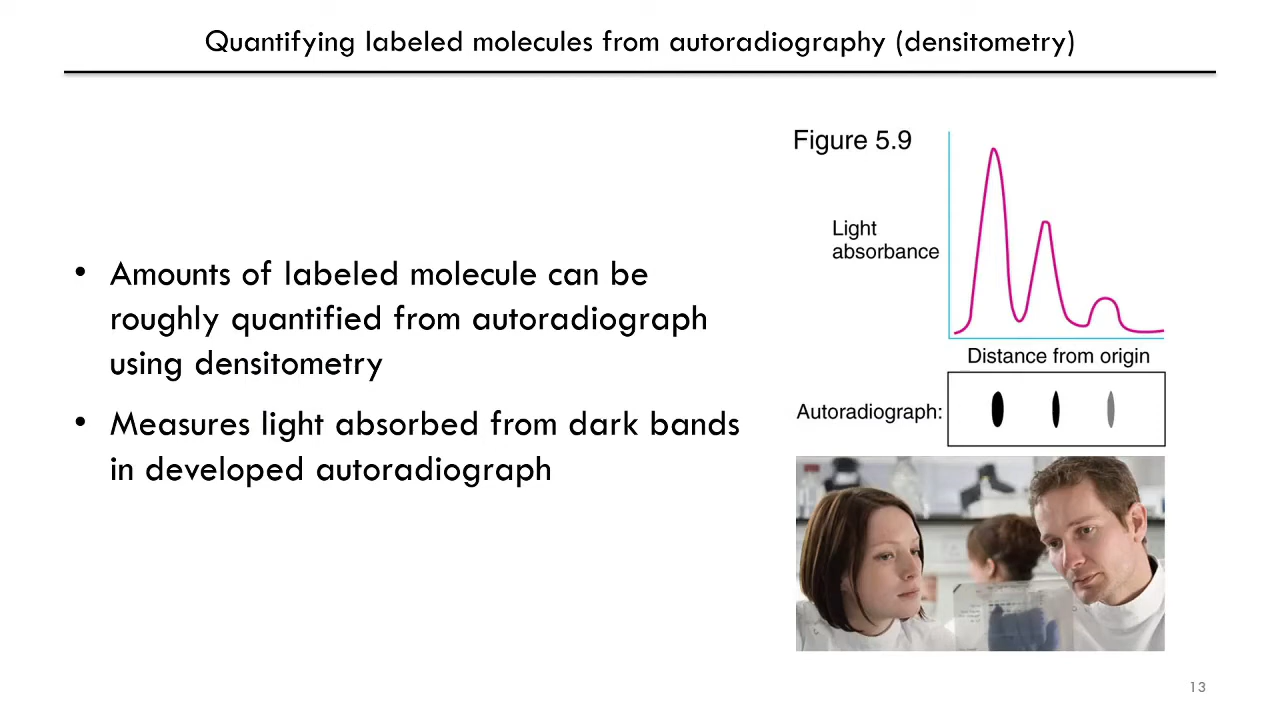 Quantifying labeled molecules from autoradiography (densitometry)
• Amounts of labeled molecule can be
roughly quantified from autoradiograph
using densitometry
• Measures light absorbed from dark bands
in developed autoradiograph
Figure 5.9
Light
absorbance
Distance from origin
Autoradiograph:
13